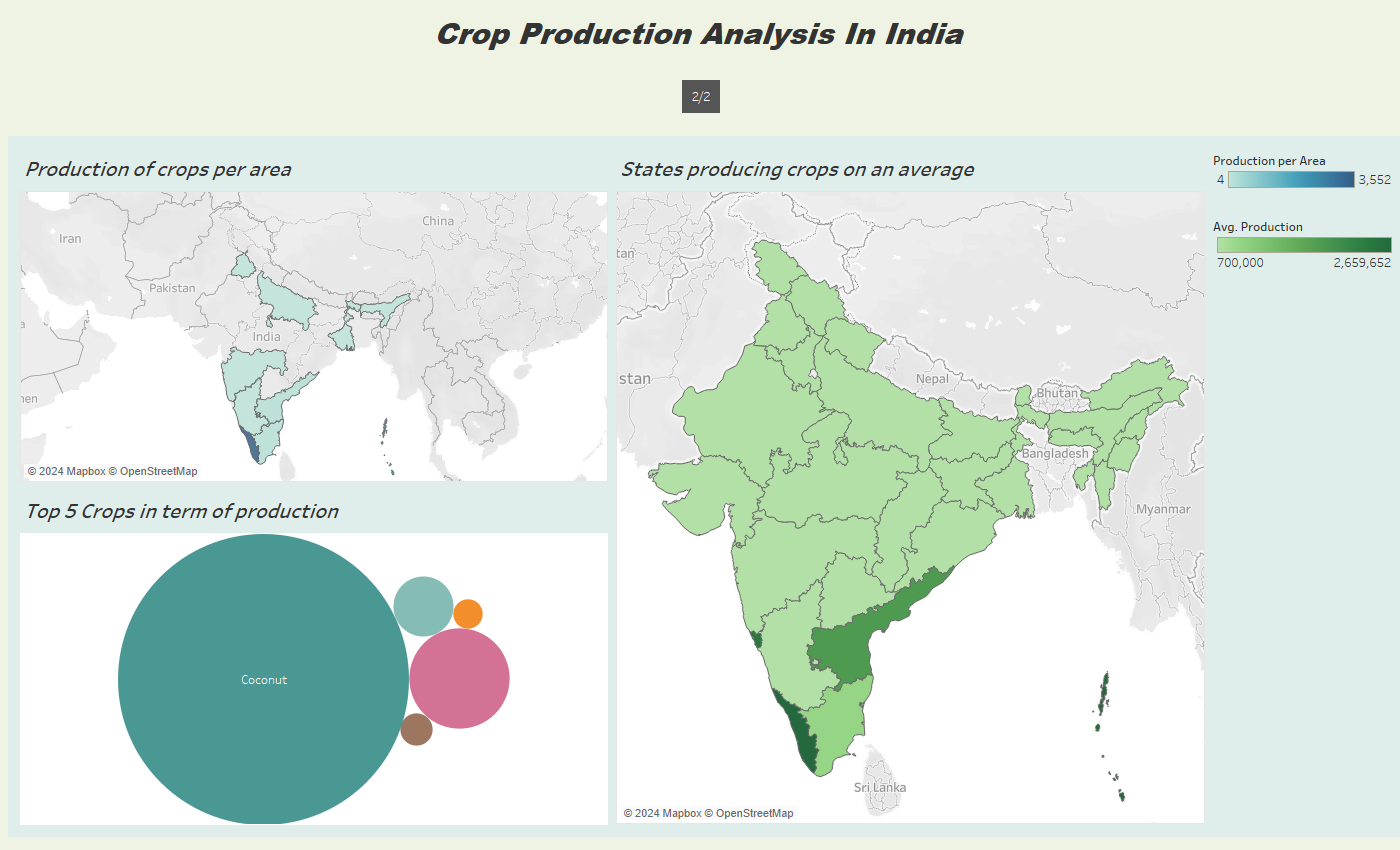 Crop Production Analysis In India
2/2
Production of crops per area
China
Iran
Pakistan
India
a
en
© 2024 Mapbox © OpenStreetMap
Top 5 Crops in term of production
Coconut
States producing crops on an average
tan
stan
Nepal
Bhutan
Bangladesh
Myanmar
Sri Lanka
© 2024 Mapbox © OpenStreetMap
Production per Area
4 3,552
Avg. Production
700,000 2,659,652